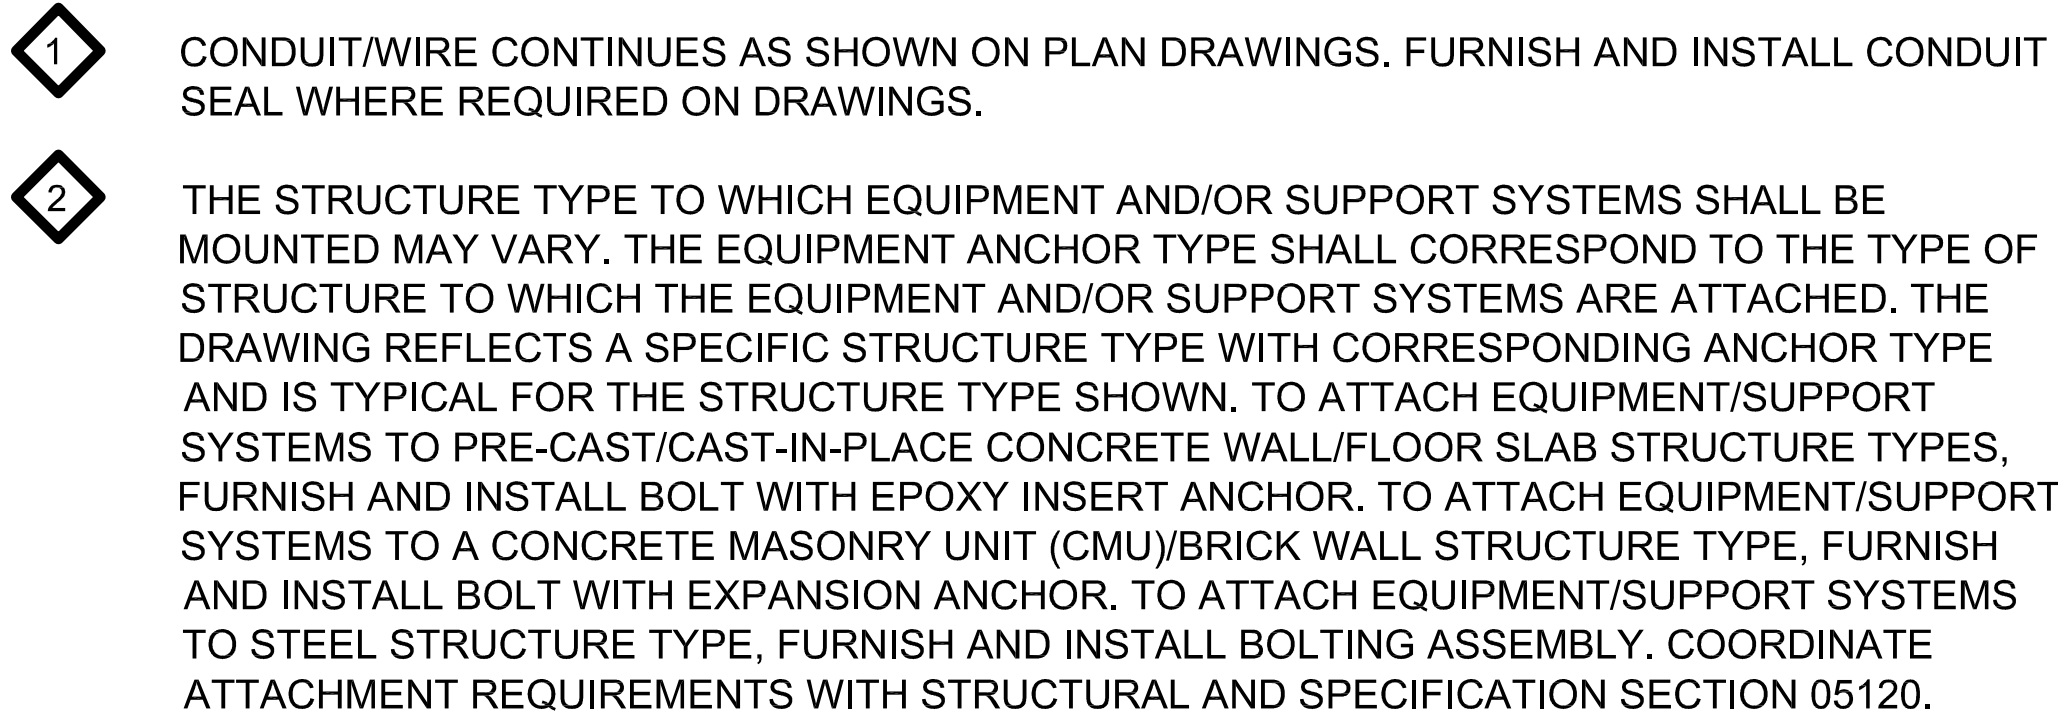 1 CONDUIT/WIRE CONTINUES AS SHOWN ON PLAN DRAWINGS. FURNISH AND INSTALL CONDUIT
SEAL WHERE REQUIRED ON DRAWINGS.
2 THE STRUCTURE TYPE TO WHICH EQUIPMENT AND/OR SUPPORT SYSTEMS SHALL BE
MOUNTED MAY VARY. THE EQUIPMENT ANCHOR TYPE SHALL CORRESPOND TO THE TYPE OF
STRUCTURE TO WHICH THE EQUIPMENT AND/OR SUPPORT SYSTEMS ARE ATTACHED. THE
DRAWING REFLECTS A SPECIFIC STRUCTURE TYPE WITH CORRESPONDING ANCHOR TYPE
AND IS TYPICAL FOR THE STRUCTURE TYPE SHOWN. TO ATTACH EQUIPMENT/SUPPORT
SYSTEMS TO PRE-CAST/CAST-IN-PLACE CONCRETE WALL/FLOOR SLAB STRUCTURE TYPES,
FURNISH AND INSTALL BOLT WITH EPOXY INSERT ANCHOR. TO ATTACH EQUIPMENT/SUPPORT
SYSTEMS TO A CONCRETE MASONRY UNIT (CMU)/BRICK WALL STRUCTURE TYPE, FURNISH
AND INSTALL BOLT WITH EXPANSION ANCHOR. TO ATTACH EQUIPMENT/SUPPORT SYSTEMS
TO STEEL STRUCTURE TYPE, FURNISH AND INSTALL BOLTING ASSEMBLY. COORDINATE
ATTACHMENT REQUIREMENTS WITH STRUCTURAL AND SPECIFICATION SECTION 05120.